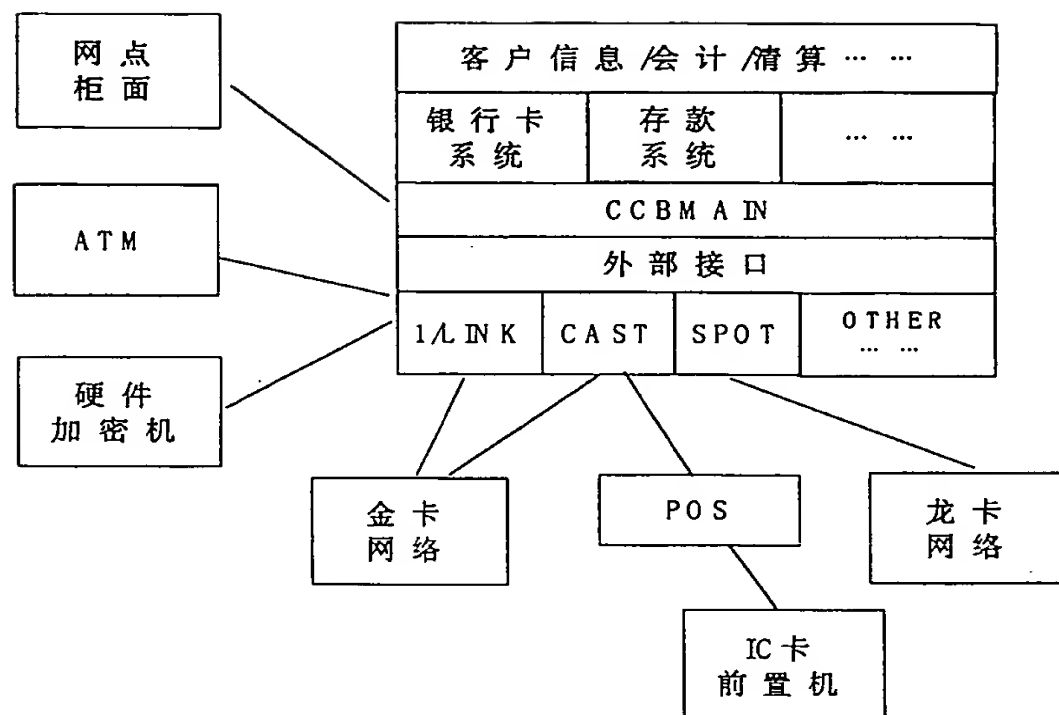 网点
柜面
客户信息/会计/清算 … …
银行卡
系统
存款
系统
… …
ATM
CCBMAIN
外部接口
1/LINK
CAST
SPOT
OTHER
… …
硬件
加密机
金卡
网络
POS
龙卡
网络
IC卡
前置机